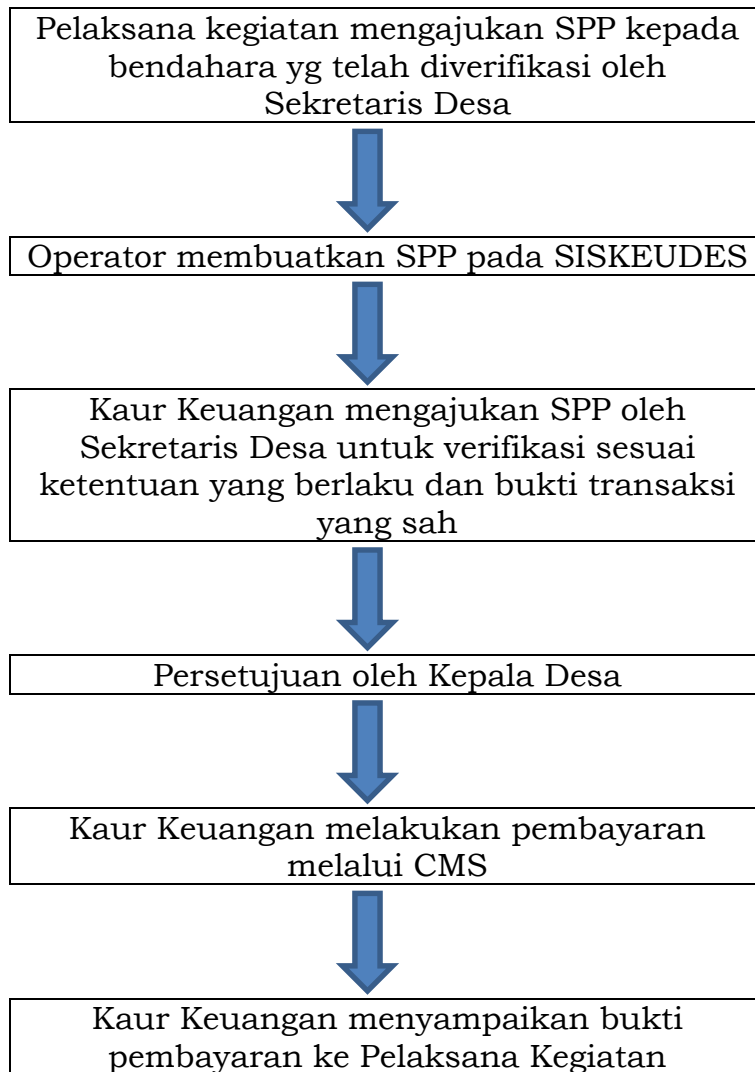 Pelaksana kegiatan mengajukan SPP kepada
bendahara yg telah diverifikasi oleh
Sekretaris Desa
Operator membuatkan SPP pada SISKEUDES
Kaur Keuangan mengajukan SPP oleh
Sekretaris Desa untuk verifikasi sesuai
ketentuan yang berlaku dan bukti transaksi
yang sah
Persetujuan oleh Kepala Desa
Kaur Keuangan melakukan pembayaran
melalui CMS
Kaur Keuangan menyampaikan bukti
pembayaran ke Pelaksana Kegiatan